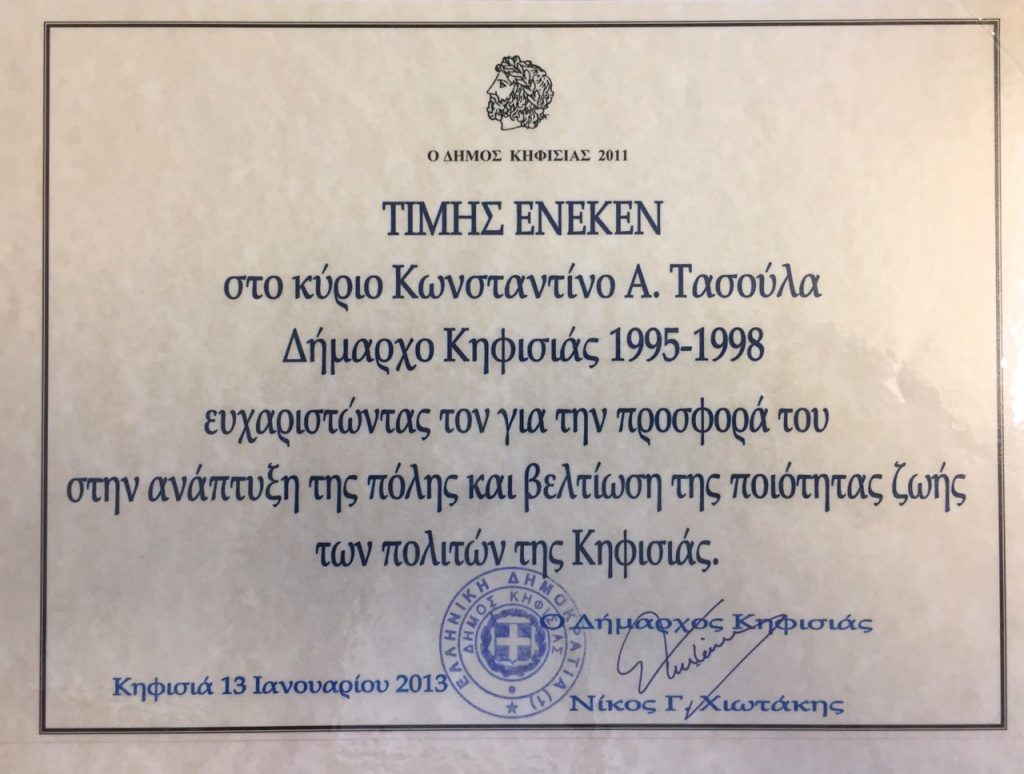 Ο ΔΗΜΟΣ ΚΗΦΙΣΙΑΣ 2011
ΤΙΜΗΣ ΕΝΕΚΕΝ
στο κύριο Κωνσταντίνο Α. Τασούλα
Δήμαρχο Κηφισιάς 1995-1998
ευχαριστώντας τον για την προσφορά του
στην ανάπτυξη της πόλης και βελτίωση της ποιότητας ζωής
των πολιτών της Κηφισιάς.
ΕΛΛΗΝΙΚΗ ΔΗΜΟΚΡΑΤΙΑ (1)
ΔΗΜΟΣ ΚΗΦΙΣΙΑΣ
Ο Δήμαρχος Κηφισιάς
Κηφισιά 13 Ιανουαρίου 2013
Νίκος Γ. Χιωτάκης